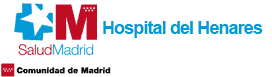 Hospital del Henares
SaludMadrid
Comunidad de Madrid